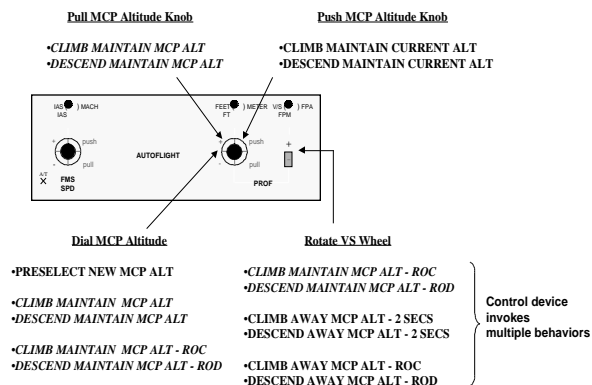 Pull MCP Altitude Knob
•CLIMB MAINTAIN MCP ALT
•DESCEND MAINTAIN MCP ALT
Push MCP Altitude Knob
•CLIMB MAINTAIN CURRENT ALT
•DESCEND MAINTAIN CURRENT ALT
IAS ( ) MACH
IAS
FEET ( ) METER
FT
V/S ( ) FPA
FPM
+ push
- pull
FMS
SPD
A/T
X
AUTOFLIGHT
+ push
- pull
PROF
+
-
Dial MCP Altitude
•PRESELECT NEW MCP ALT
•CLIMB MAINTAIN MCP ALT
•DESCEND MAINTAIN MCP ALT
•CLIMB MAINTAIN MCP ALT - ROC
•DESCEND MAINTAIN MCP ALT - ROD
Rotate VS Wheel
•CLIMB MAINTAIN MCP ALT - ROC
•DESCEND MAINTAIN MCP ALT - ROD
•CLIMB AWAY MCP ALT - 2 SECS
•DESCEND AWAY MCP ALT - 2 SECS
•CLIMB AWAY MCP ALT - ROC
•DESCEND AWAY MCP ALT - ROD
Control device
invokes
multiple behaviors